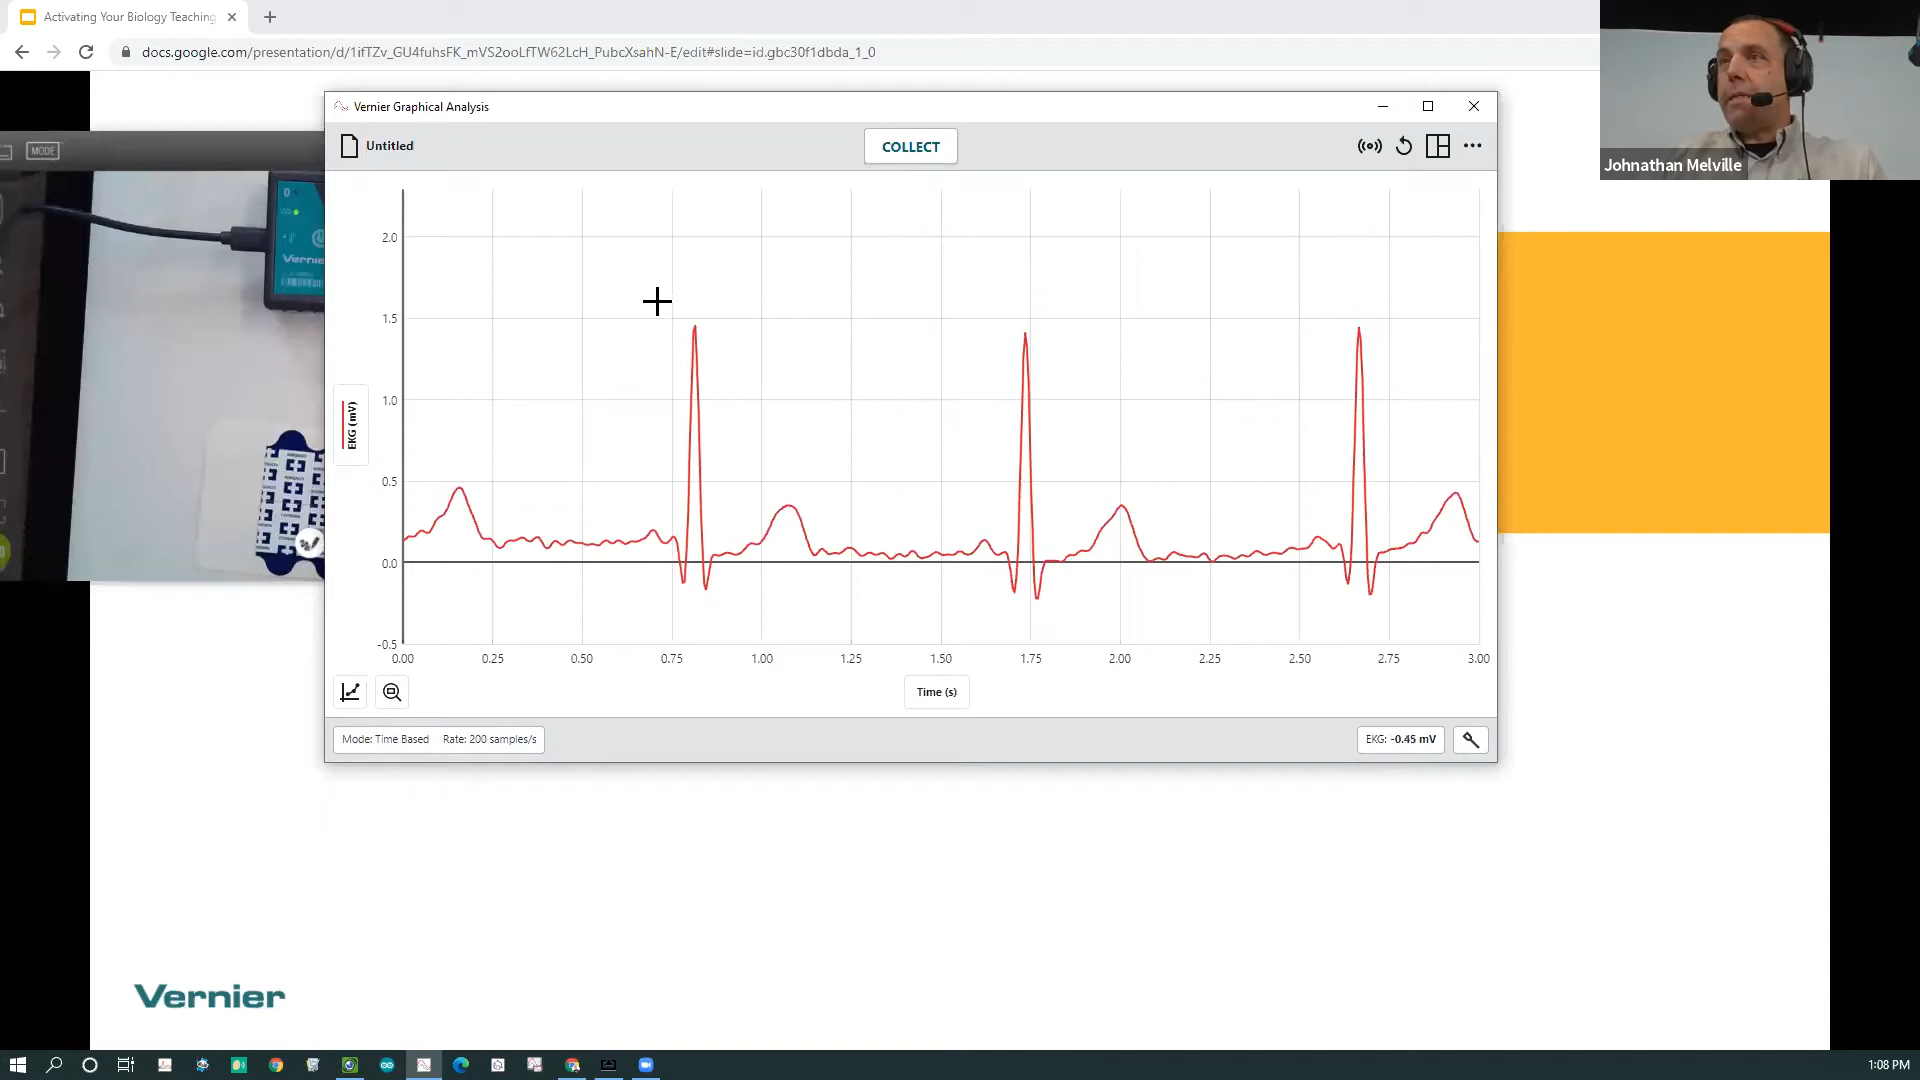 Activating Your Biology Teaching
docs.google.com/presentation/d/1ifTZv_GU4fuhsFK_mVS2ooLfTW62LcH_PubcXsahN-E/edit#slide=id.gbc30f1dbda_1_0
Johnathan Melville
Vernier Graphical Analysis
Untitled
COLLECT
MODE
Vernier
2.0
1.5
1.0
0.5
0.0
-0.5
EKG (mV)
0.00 0.25 0.50 0.75 1.00 1.25 1.50 1.75 2.00 2.25 2.50 2.75 3.00
Time (s)
Mode: Time Based Rate: 200 samples/s
EKG: -0.45 mV
Vernier
1:08 PM